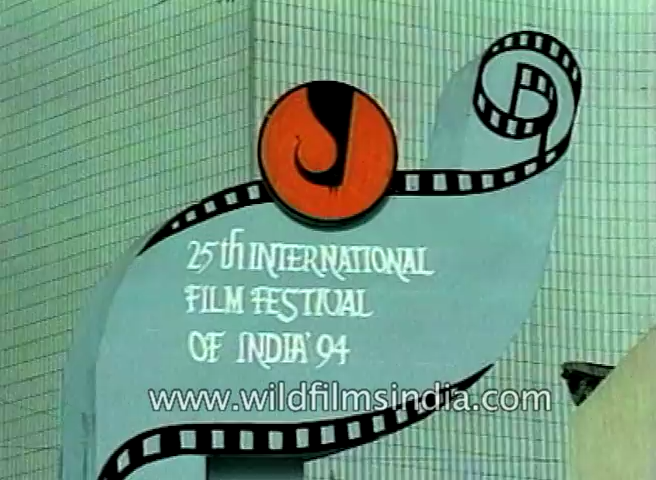 25th INTERNATIONAL
FILM FESTIVAL
OF INDIA' 94
www.wildfilmsindia.com